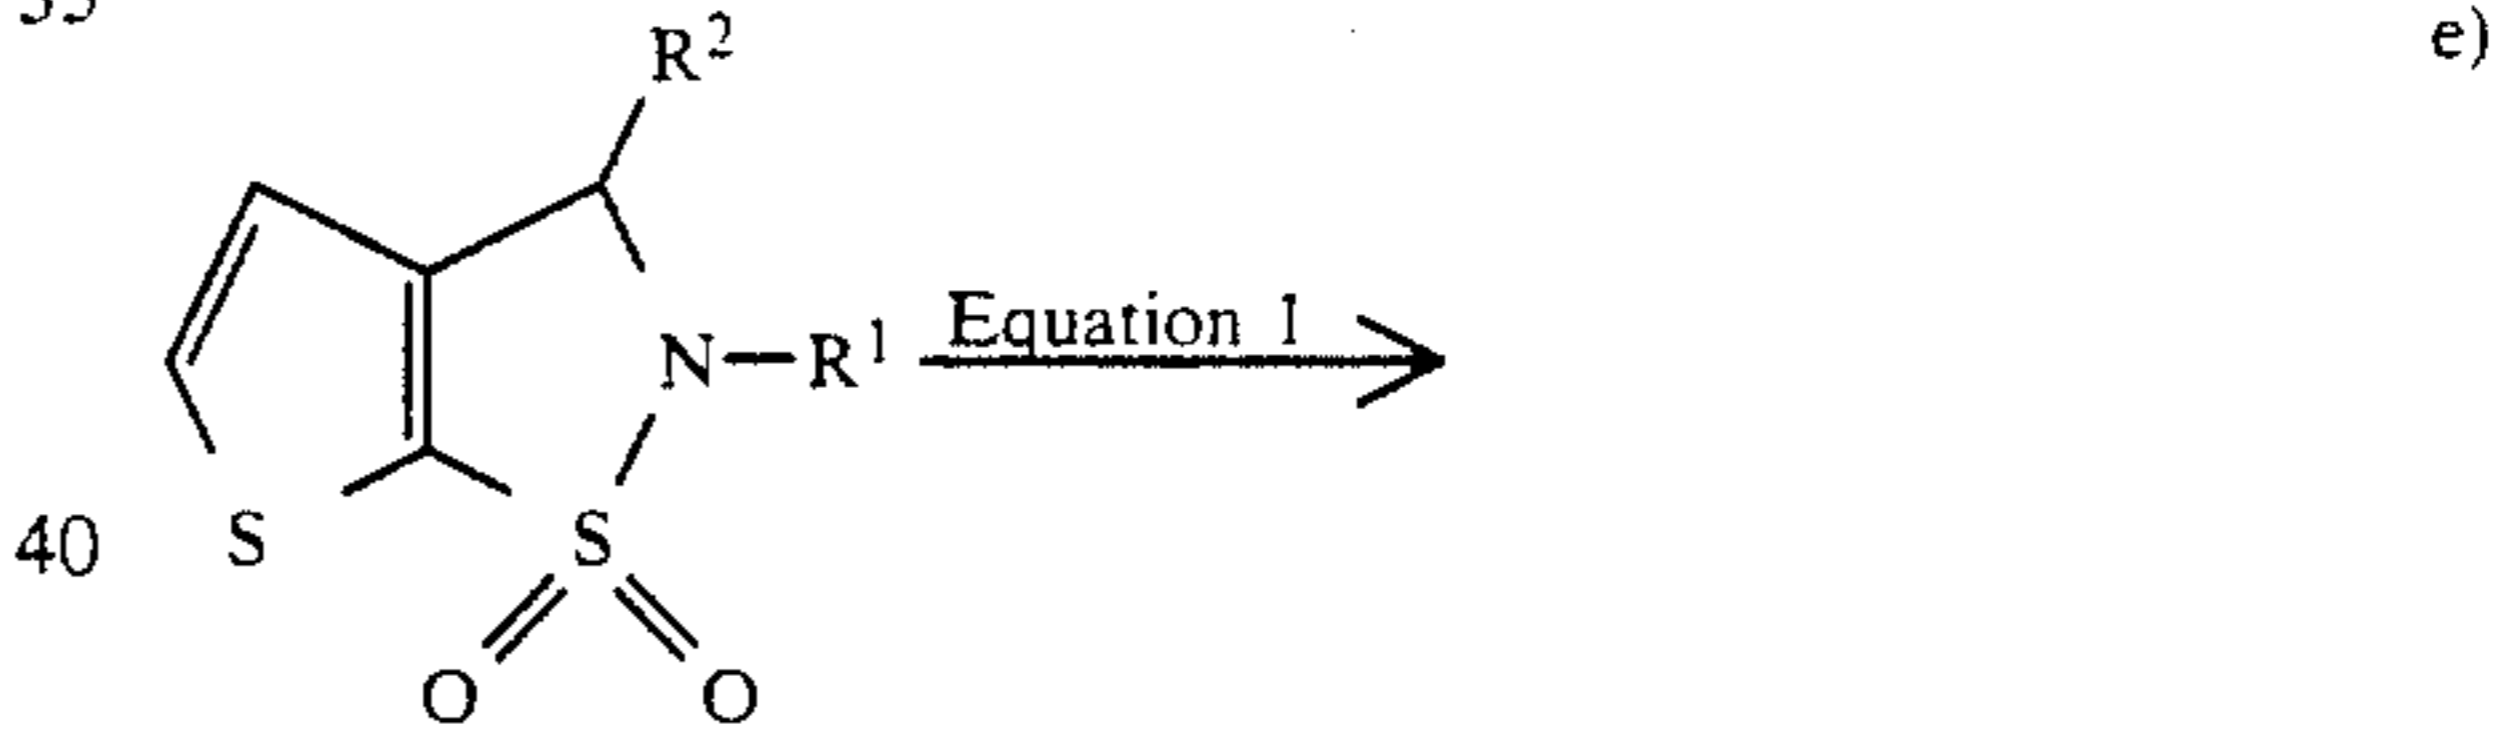 R2 e)
N—R1 Equation 1
40 S S
O O